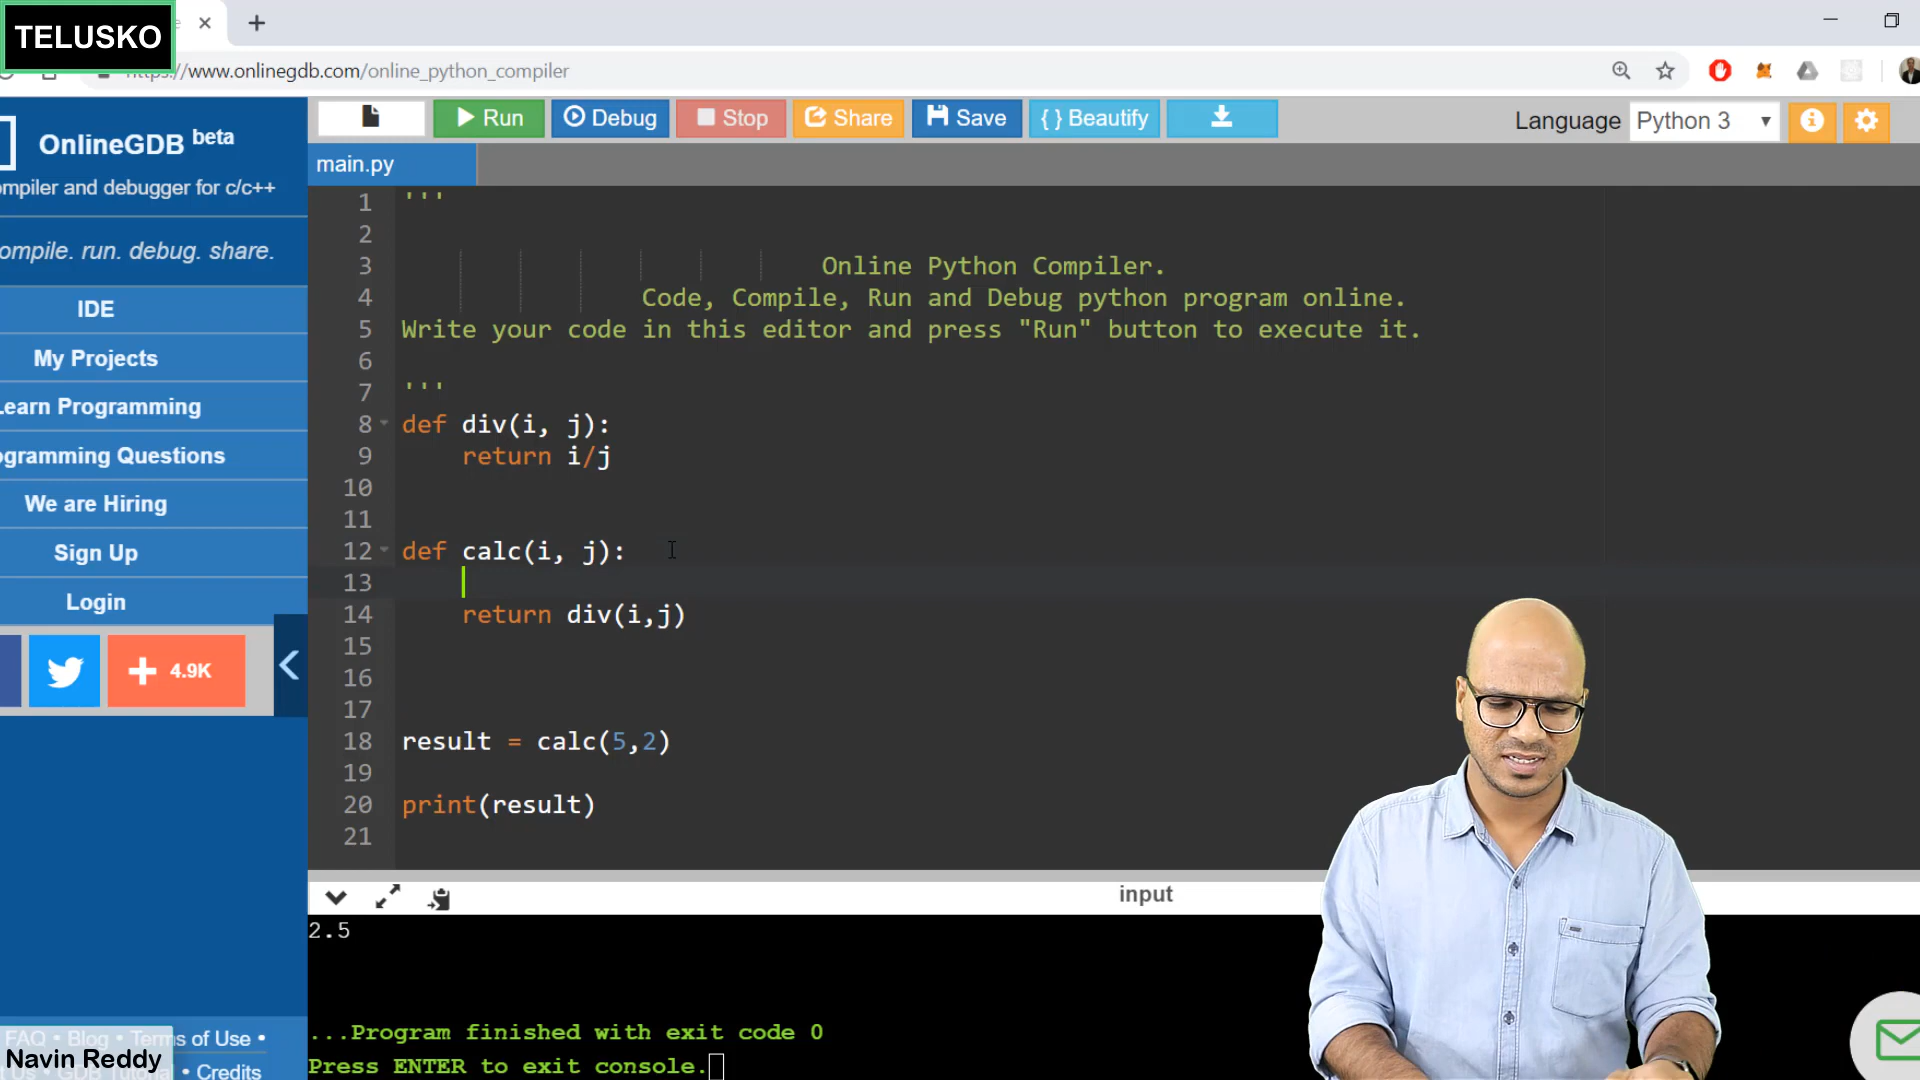 TELUSKO
https://www.onlinegdb.com/online_python_compiler
OnlineGDB beta
ompiler and debugger for c/c++
ompile. run. debug. share.
IDE
My Projects
Learn Programming
ogramming Questions
We are Hiring
Sign Up
Login
4.9K
FAQ • Blog • Terms of Use •
GDB Tutorial • Credits
Navin Reddy
Run
Debug
Stop
Share
Save
{ } Beautify
Language
Python 3
main.py
1 '''
2
3 Online Python Compiler.
4 Code, Compile, Run and Debug python program online.
5 Write your code in this editor and press "Run" button to execute it.
6
7 '''
8 def div(i, j):
9 return i/j
10
11
12 def calc(i, j):
13
14 return div(i,j)
15
16
17
18 result = calc(5,2)
19
20 print(result)
21
input
2.5
...Program finished with exit code 0
Press ENTER to exit console.